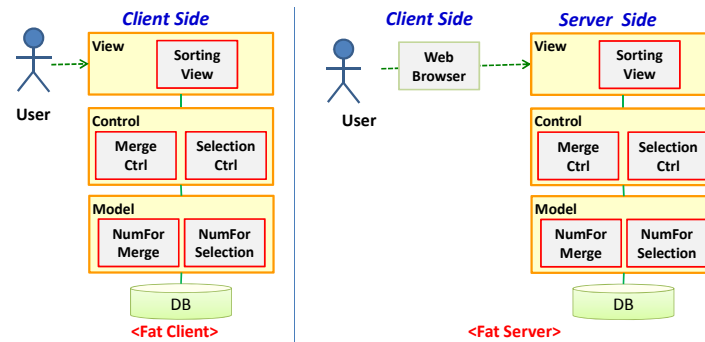 Client Side
View
Sorting
View
User
Control
Merge
Ctrl
Selection
Ctrl
Model
NumFor
Merge
NumFor
Selection
DB
<Fat Client>
Client Side
Server Side
Web
Browser
User
View
Sorting
View
Control
Merge
Ctrl
Selection
Ctrl
Model
NumFor
Merge
NumFor
Selection
DB
<Fat Server>